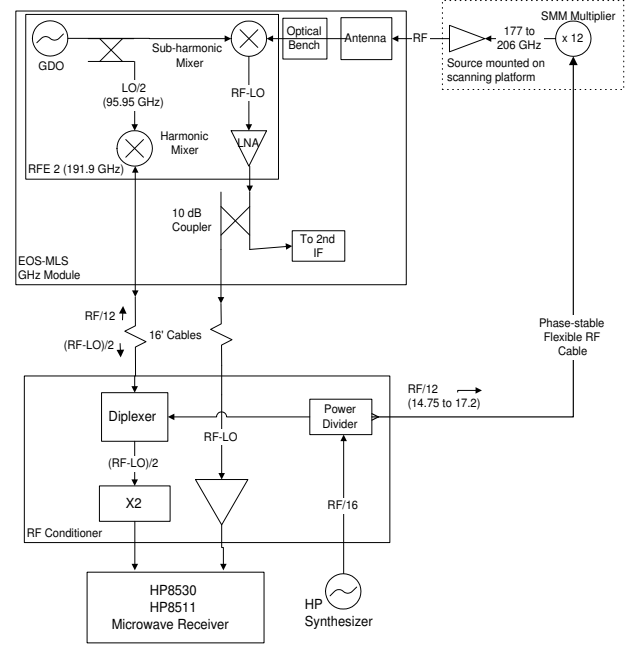 SMM Multiplier
177 to
206 GHz
x 12
Source mounted on
scanning platform
RF
Antenna
Optical
Bench
Sub-harmonic
Mixer
GDO
LO/2
(95.95 GHz)
RF-LO
Harmonic
Mixer
LNA
RFE 2 (191.9 GHz)
10 dB
Coupler
To 2nd
IF
EOS-MLS
GHz Module
RF/12
(RF-LO)/2
16' Cables
Phase-stable
Flexible RF
Cable
RF/12
(14.75 to 17.2)
Diplexer
Power
Divider
RF-LO
(RF-LO)/2
X2
RF/16
RF Conditioner
HP8530
HP8511
Microwave Receiver
HP
Synthesizer